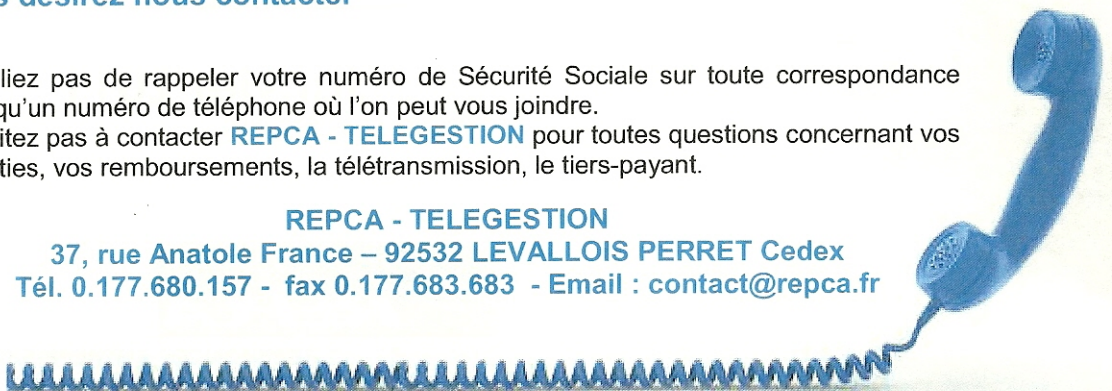 désirez nous contacter
liez pas de rappeler votre numéro de Sécurité Sociale sur toute correspondance
qu'un numéro de téléphone où l'on peut vous joindre.
itez pas à contacter REPCA - TELEGESTION pour toutes questions concernant vos
ties, vos remboursements, la télétransmission, le tiers-payant.
REPCA - TELEGESTION
37, rue Anatole France – 92532 LEVALLOIS PERRET Cedex
Tél. 0.177.680.157 - fax 0.177.683.683 - Email : contact@repca.fr